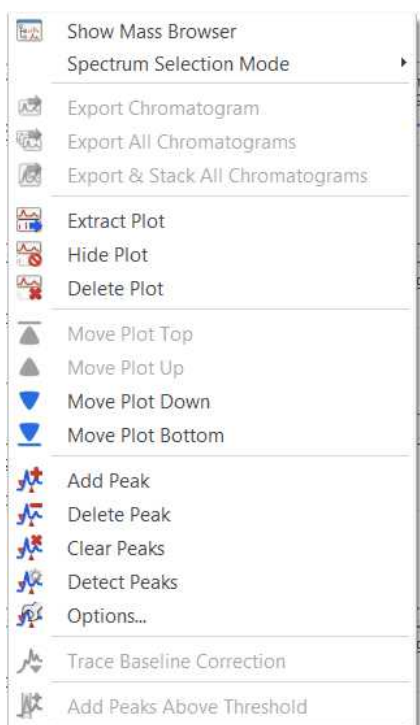 Show Mass Browser
Spectrum Selection Mode
Export Chromatogram
Export All Chromatograms
Export & Stack All Chromatograms
Extract Plot
Hide Plot
Delete Plot
Move Plot Top
Move Plot Up
Move Plot Down
Move Plot Bottom
Add Peak
Delete Peak
Clear Peaks
Detect Peaks
Options...
Trace Baseline Correction
Add Peaks Above Threshold